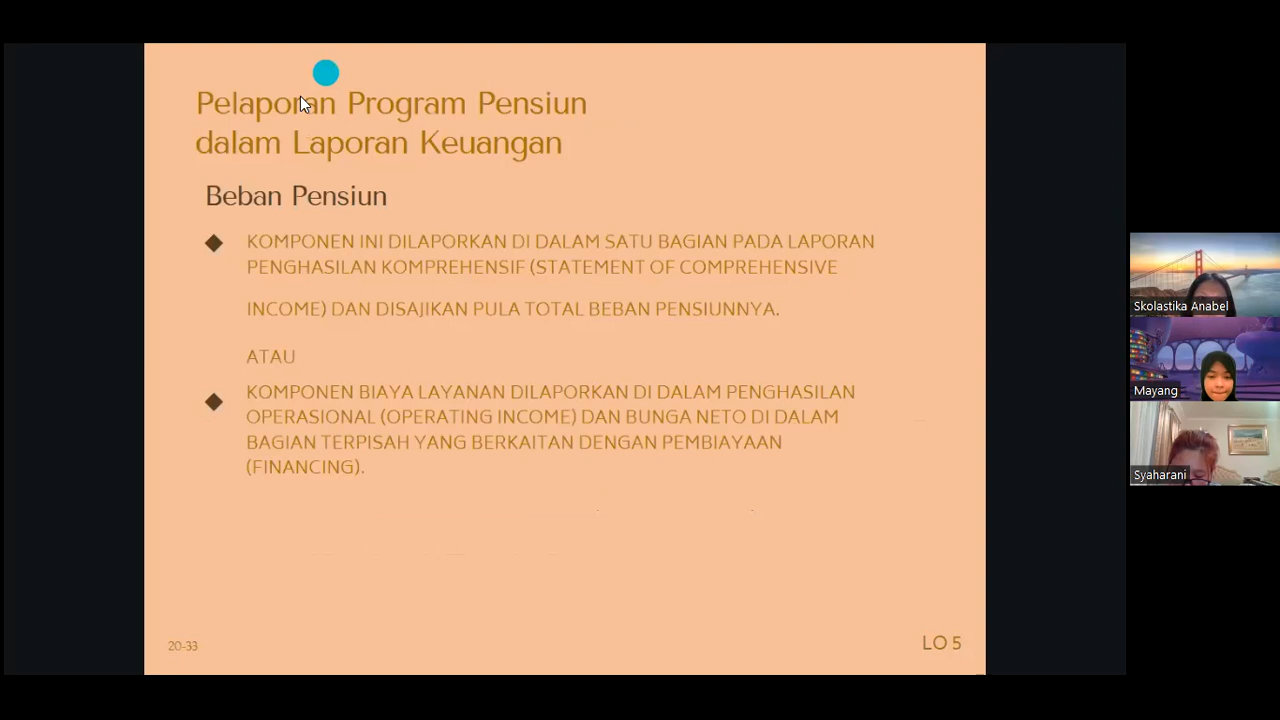 Pelaporan Program Pensiun
dalam Laporan Keuangan
Beban Pensiun
KOMPONEN INI DILAPORKAN DI DALAM SATU BAGIAN PADA LAPORAN
PENGHASILAN KOMPREHENSIF (STATEMENT OF COMPREHENSIVE
INCOME) DAN DISAJIKAN PULA TOTAL BEBAN PENSIUNNYA.
ATAU
KOMPONEN BIAYA LAYANAN DILAPORKAN DI DALAM PENGHASILAN
OPERASIONAL (OPERATING INCOME) DAN BUNGA NETO DI DALAM
BAGIAN TERPISAH YANG BERKAITAN DENGAN PEMBIAYAAN
(FINANCING).
20-33
LO 5
Skolastika Anabel
Mayang
Syaharani